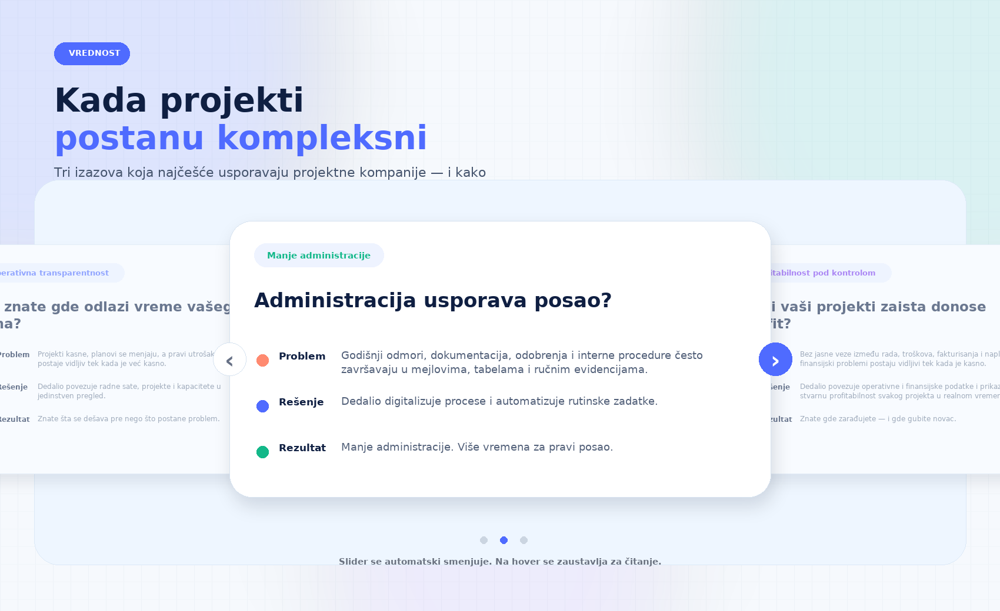 VREDNOST
Kada projekti
postanu kompleksni
Tri izazova koja najčešće usporavaju projektne kompanije — i kako
perativna transparentnost
znate gde odlazi vreme vašeg
na?
Problem
Projekti kasne, planovi se menjaju, a pravi utrošak
postaje vidljiv tek kada je već kasno.
Rešenje
Dedalio povezuje radne sate, projekte i kapacitete u
jedinstven pregled.
Rezultat
Znate šta se dešava pre nego što postane problem.
‹
Manje administracije
Administracija usporava posao?
Problem
Godišnji odmori, dokumentacija, odobrenja i interne procedure često
završavaju u mejlovima, tabelama i ručnim evidencijama.
Rešenje
Dedalio digitalizuje procese i automatizuje rutinske zadatke.
Rezultat
Manje administracije. Više vremena za pravi posao.
›
itabilnost pod kontrolom
i vaši projekti zaista donose
fit?
Bez jasne veze između rada, troškova, fakturisanja i napl
finansijski problemi postaju vidljivi tek kada je kasno.
šenje
Dedalio povezuje operativne i finansijske podatke i prikaz
stvarnu profitabilnost svakog projekta u realnom vremen
zultat
Znate gde zarađujete — i gde gubite novac.
Slider se automatski smenjuje. Na hover se zaustavlja za čitanje.